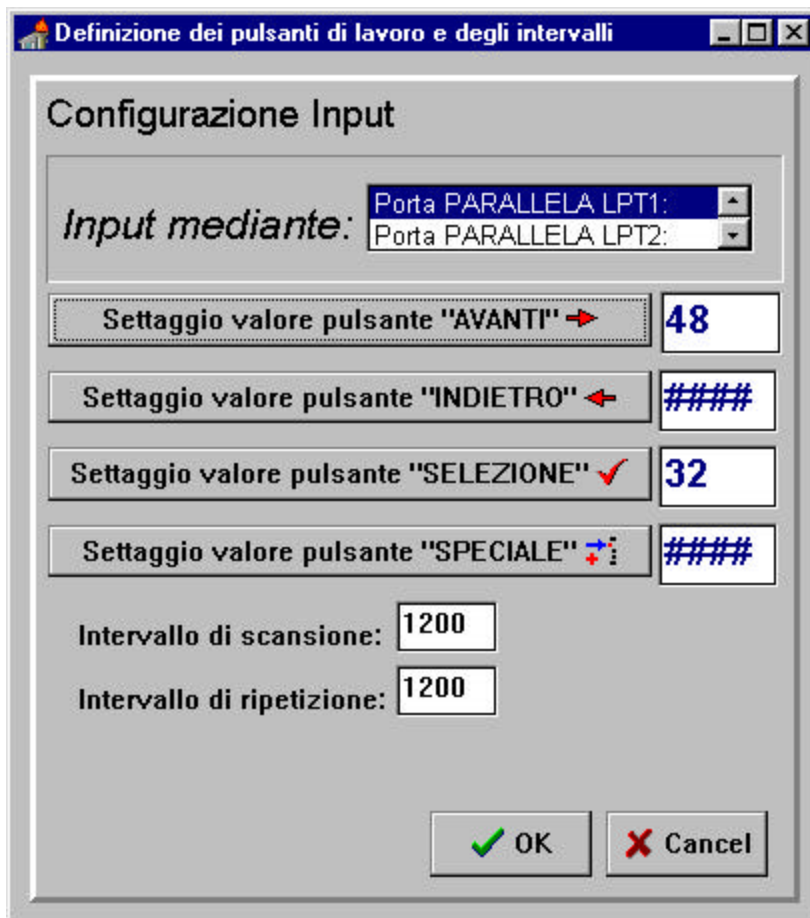 Definizione dei pulsanti di lavoro e degli intervalli
Configurazione Input
Input mediante:
Porta PARALLELA LPT1:
Porta PARALLELA LPT2:
Settaggio valore pulsante "AVANTI" 48
Settaggio valore pulsante "INDIETRO" ####
Settaggio valore pulsante "SELEZIONE" 32
Settaggio valore pulsante "SPECIALE" ####
Intervallo di scansione: 1200
Intervallo di ripetizione: 1200
OK Cancel